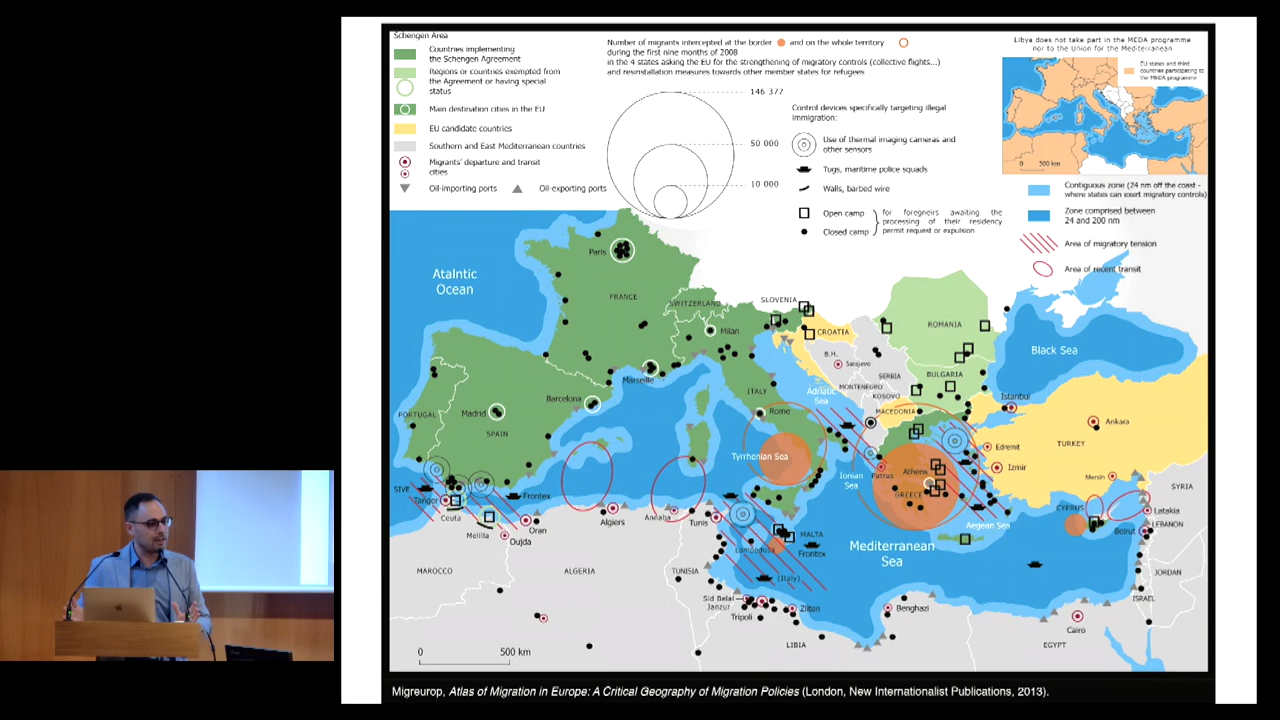 Schengen Area
Countries implementing
the Schengen Agreement
Regions or countries exempted from
the Agreement or having special
status
Main destination cities in the EU
EU candidate countries
Southern and East Mediterranean countries
Migrants' departure and transit
cities
Oil-importing ports
Oil-exporting ports
Number of migrants intercepted at the border and on the whole territory
during the first nine months of 2008
in the 4 states asking the EU for the strengthening of migratory controls (collective flights...)
and resinstallation measures towards other member states for refugees
146 377
50 000
10 000
Control devices specifically targeting illegal
immigration:
Use of thermal imaging cameras and
other sensors
Tugs, maritime police squads
Walls, barbed wire
Open camp
Closed camp
for foregneirs awaiting the
processing of their residency
permit request or expulsion
Libya does not take part in the MEDA programme
nor to the Union for the Mediterranean
EU states and third
countries participating to
the MEDA programme
0 500 km
Contiguous zone (24 nm off the coast -
where states can exert migratory controls)
Zone comprised between
24 and 200 nm
Area of migratory tension
Area of recent transit
Atalntic
Ocean
Paris
FRANCE
SWITZERLAND
SLOVENIA
CROATIA
ROMANIA
Milan
B.H.
Sarajevo
SERBIA
Black Sea
BULGARIA
MONTENEGRO
KOSOVO
MACEDONIA
Marseille
ITALY
Adriatic
Sea
Barcelona
Istanbul
PORTUGAL
Madrid
SPAIN
Rome
Ankara
TURKEY
Tyrrhenian Sea
Edremit
Izmir
Ionian
Sea
Patras
Athens
GREECE
Mersin
SYRIA
SIVE
Tanger
Frontex
Ceuta
Melilla
Oran
Oujda
Algiers
Annaba
Tunis
Aegean Sea
CYPRUS
Latakia
LEBANON
Beirut
MALTA
Frontex
Lampedusa
(Italy)
Mediterranean
Sea
MAROCCO
ALGERIA
TUNISIA
JORDAN
ISRAEL
Sid Belal
Janzur
Tripoli
Zliten
Benghazi
Cairo
LIBIA
EGYPT
0 500 km
Migreurop, Atlas of Migration in Europe: A Critical Geography of Migration Policies (London, New Internationalist Publications, 2013).